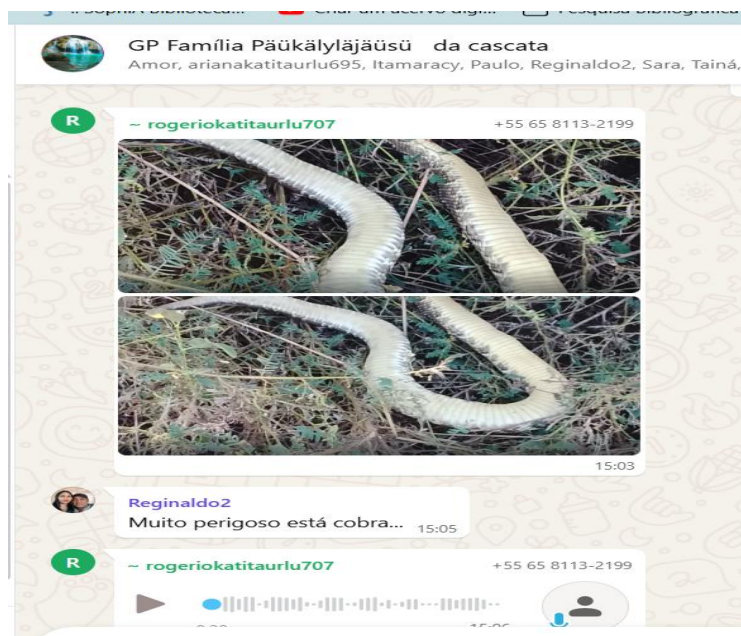 GP Família Päükälyläjäüsü da cascata
Amor, arianakatitaurlu695, Itamaracy, Paulo, Reginaldo2, Sara, Tainá,
R
~ rogeriokatitaurlu707 +55 65 8113-2199
15:03
Reginaldo2
Muito perigoso está cobra... 15:05
R
~ rogeriokatitaurlu707 +55 65 8113-2199